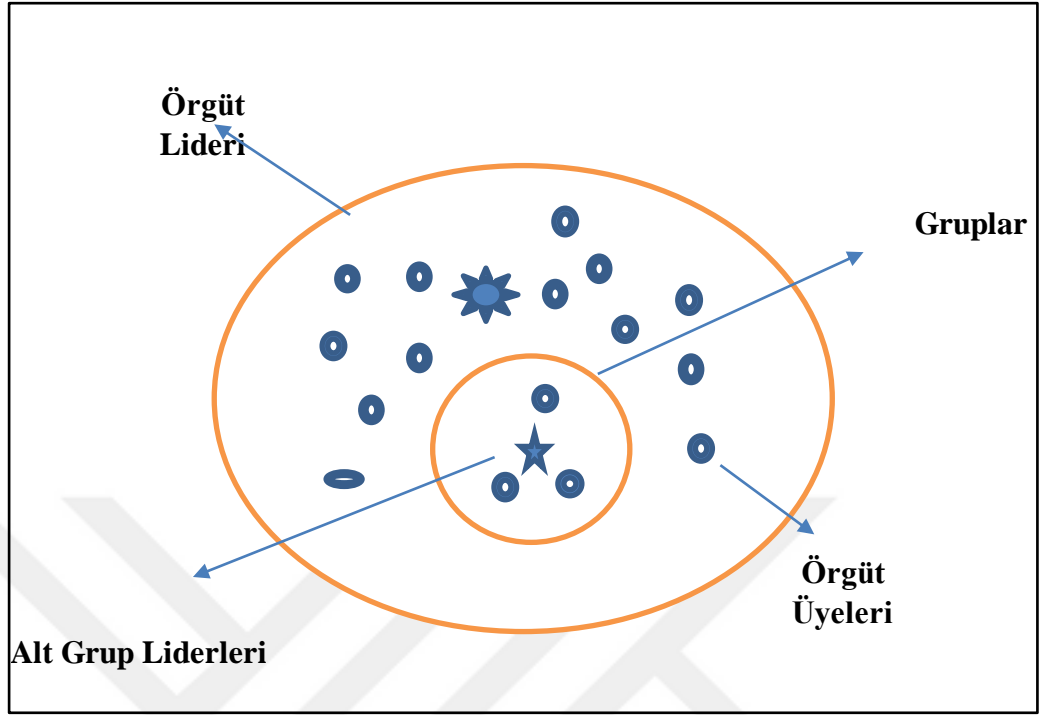 Örgüt
Lideri
Gruplar
Örgüt
Üyeleri
Alt Grup Liderleri